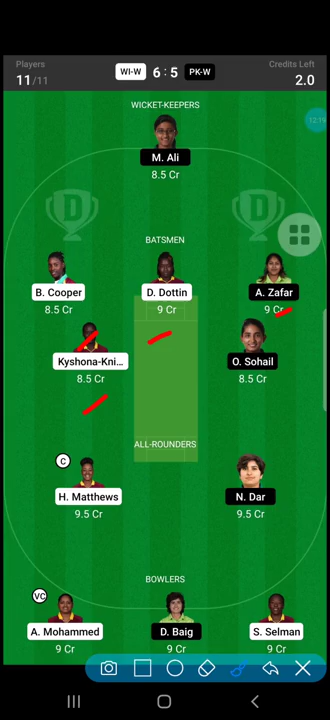 Players
WI-W 6 : 5 PK-W
Credits Left
11/11
2.0
WICKET-KEEPERS
12:19
M. Ali
8.5 Cr
D
D
BATSMEN
B. Cooper
D. Dottin
A. Zafar
8.5 Cr
9 Cr
9 Cr
Kyshona-Kni...
O. Sohail
8.5 Cr
8.5 Cr
ALL-ROUNDERS
C
H. Matthews
N. Dar
9.5 Cr
9.5 Cr
BOWLERS
VC
A. Mohammed
D. Baig
S. Selman
9 Cr
9 Cr
9 Cr